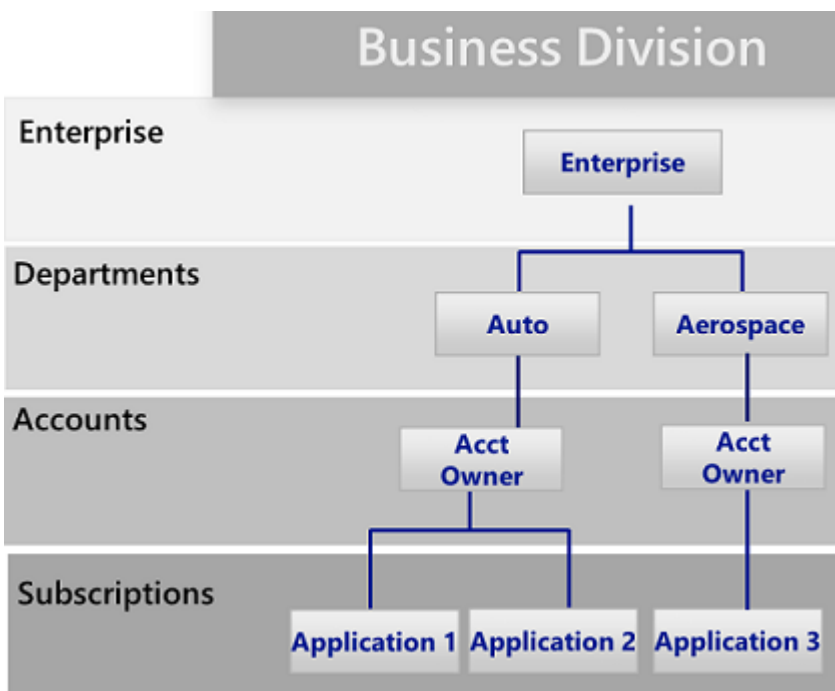 Business Division
Enterprise
Enterprise
Departments
Auto
Aerospace
Accounts
Acct
Owner
Acct
Owner
Subscriptions
Application 1
Application 2
Application 3